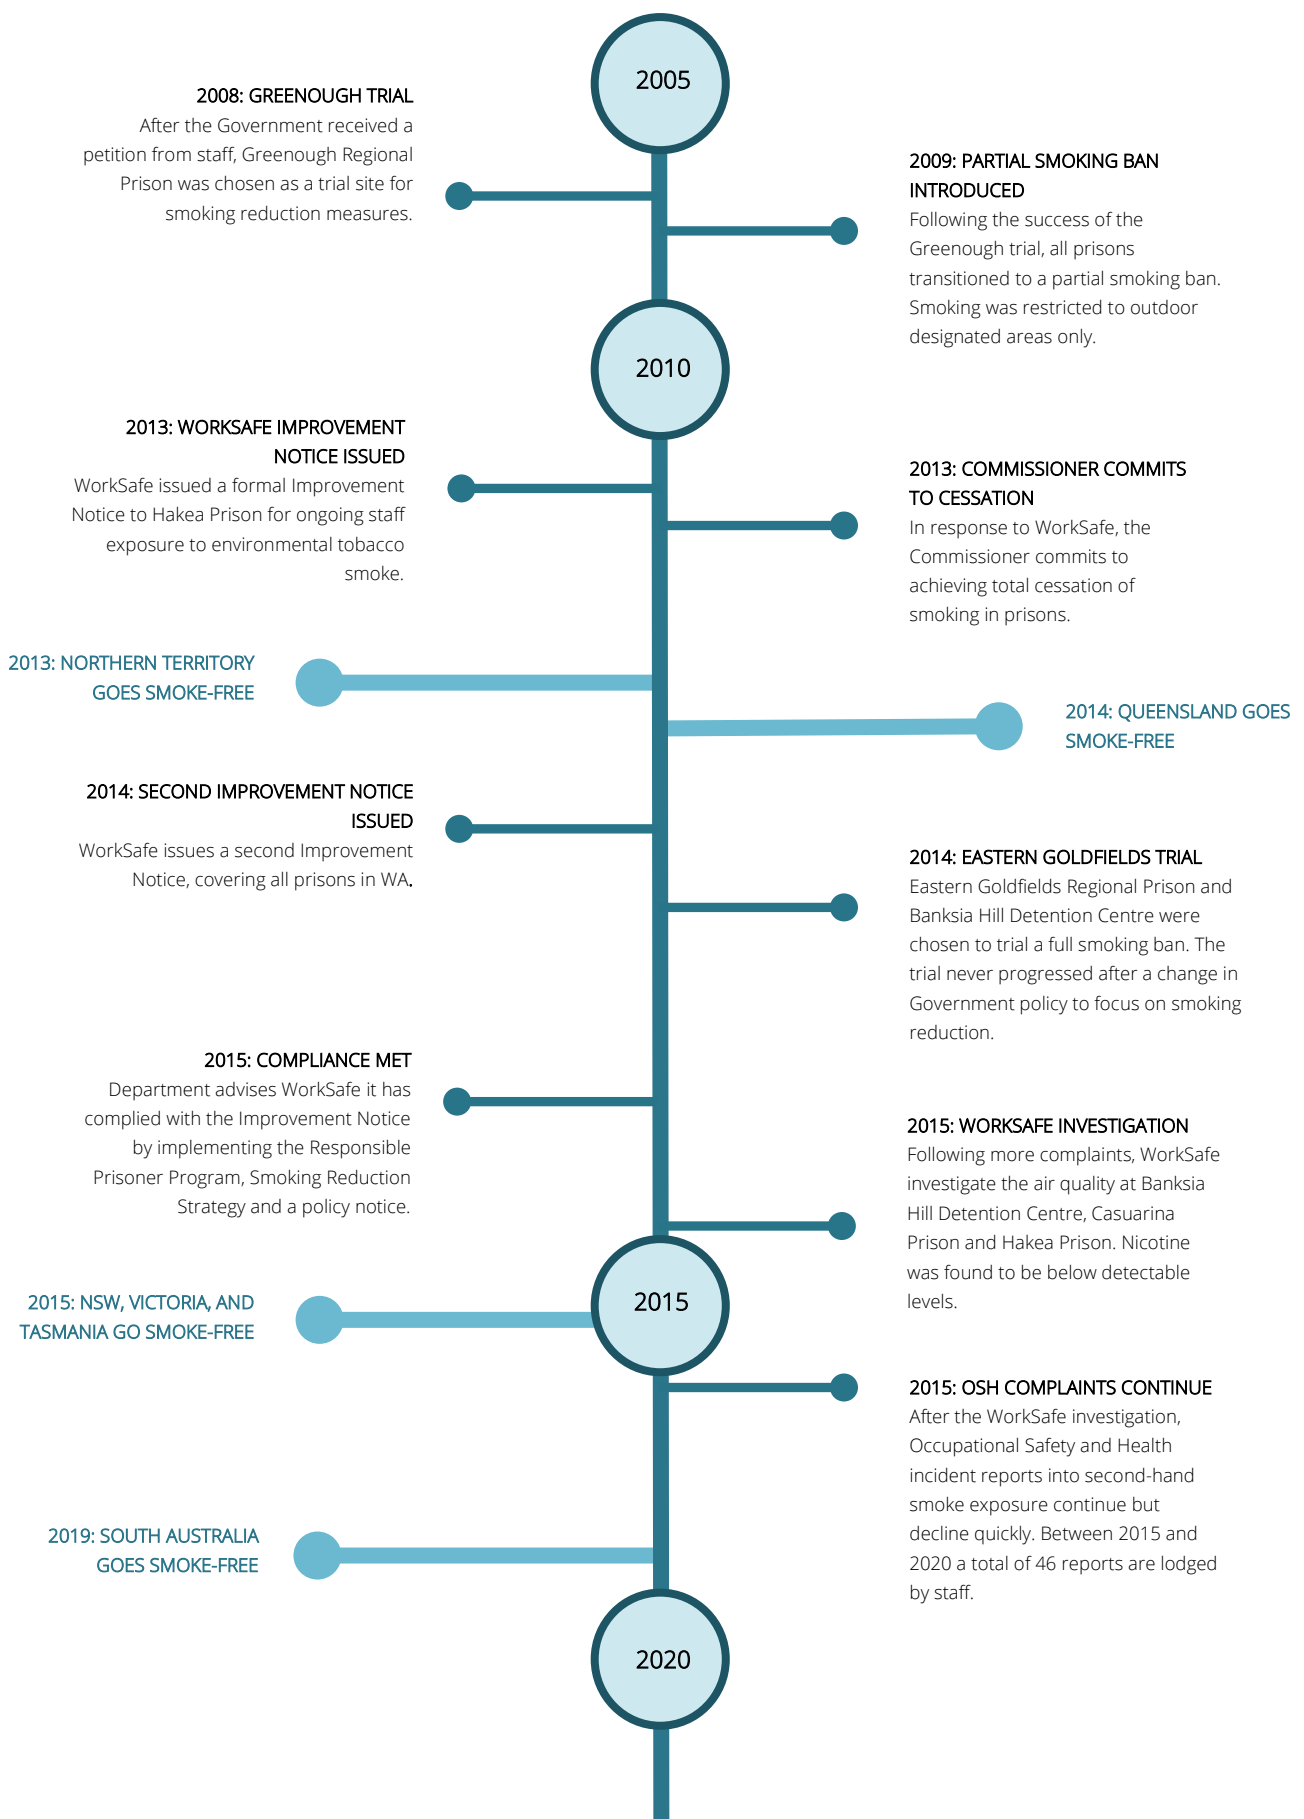 2005
2008: GREENOUGH TRIAL
After the Government received a
petition from staff, Greenough Regional
Prison was chosen as a trial site for
smoking reduction measures.
2009: PARTIAL SMOKING BAN
INTRODUCED
Following the success of the
Greenough trial, all prisons
transitioned to a partial smoking ban.
Smoking was restricted to outdoor
designated areas only.
2010
2013: WORKSAFE IMPROVEMENT
NOTICE ISSUED
WorkSafe issued a formal Improvement
Notice to Hakea Prison for ongoing staff
exposure to environmental tobacco
smoke.
2013: COMMISSIONER COMMITS
TO CESSATION
In response to WorkSafe, the
Commissioner commits to
achieving total cessation of
smoking in prisons.
2013: NORTHERN TERRITORY
GOES SMOKE-FREE
2014: QUEENSLAND GOES
SMOKE-FREE
2014: SECOND IMPROVEMENT NOTICE
ISSUED
WorkSafe issues a second Improvement
Notice, covering all prisons in WA.
2014: EASTERN GOLDFIELDS TRIAL
Eastern Goldfields Regional Prison and
Banksia Hill Detention Centre were
chosen to trial a full smoking ban. The
trial never progressed after a change in
Government policy to focus on smoking
reduction.
2015: COMPLIANCE MET
Department advises WorkSafe it has
complied with the Improvement Notice
by implementing the Responsible
Prisoner Program, Smoking Reduction
Strategy and a policy notice.
2015: WORKSAFE INVESTIGATION
Following more complaints, WorkSafe
investigate the air quality at Banksia
Hill Detention Centre, Casuarina
Prison and Hakea Prison. Nicotine
was found to be below detectable
levels.
2015
2015: NSW, VICTORIA, AND
TASMANIA GO SMOKE-FREE
2015: OSH COMPLAINTS CONTINUE
After the WorkSafe investigation,
Occupational Safety and Health
incident reports into second-hand
smoke exposure continue but
decline quickly. Between 2015 and
2020 a total of 46 reports are lodged
by staff.
2019: SOUTH AUSTRALIA
GOES SMOKE-FREE
2020